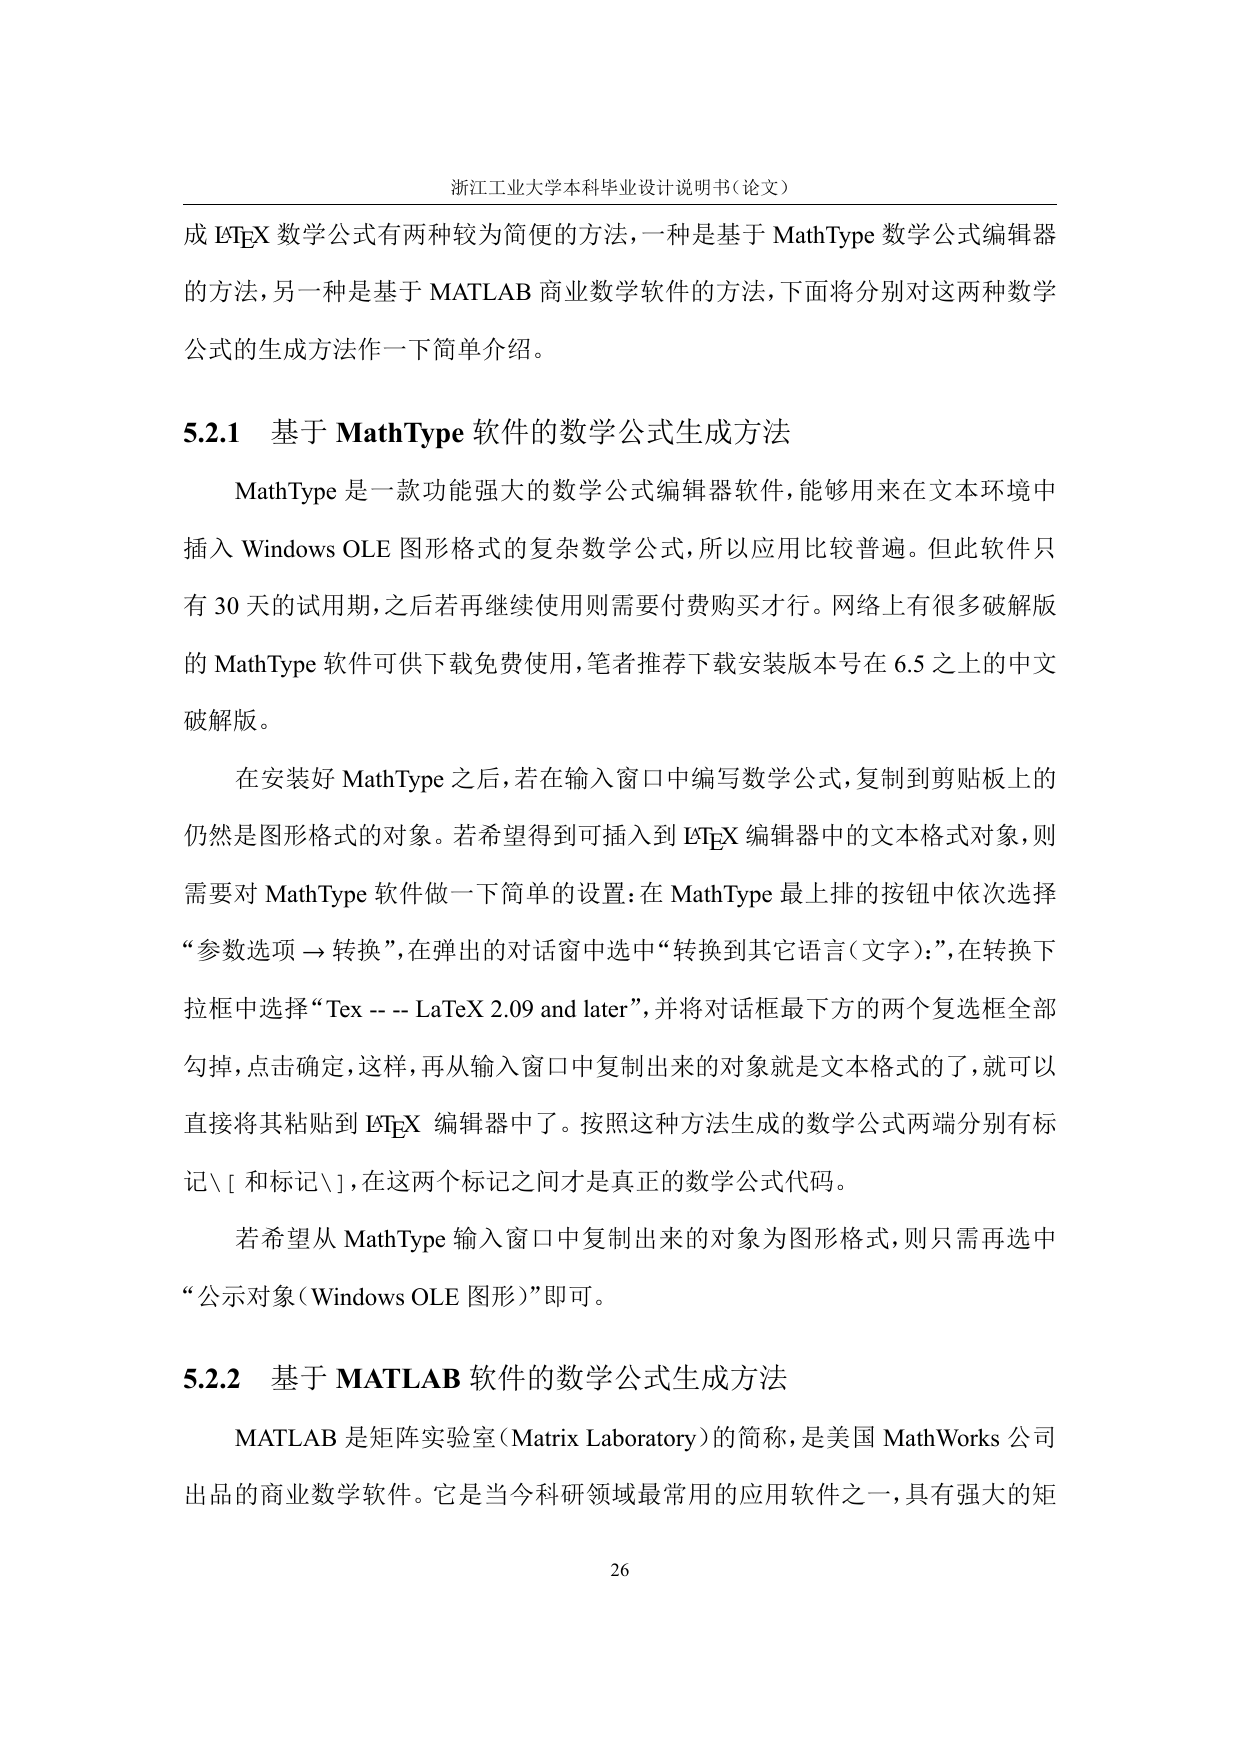 浙江工业大学本科毕业设计说明书（论文）
成 LATEX 数学公式有两种较为简便的方法，一种是基于 MathType 数学公式编辑器
的方法，另一种是基于 MATLAB 商业数学软件的方法，下面将分别对这两种数学
公式的生成方法作一下简单介绍。
5.2.1 基于 MathType 软件的数学公式生成方法
MathType 是一款功能强大的数学公式编辑器软件，能够用来在文本环境中
插入 Windows OLE 图形格式的复杂数学公式，所以应用比较普遍。但此软件只
有 30 天的试用期，之后若再继续使用则需要付费购买才行。网络上有很多破解版
的 MathType 软件可供下载免费使用，笔者推荐下载安装版本号在 6.5 之上的中文
破解版。
在安装好 MathType 之后，若在输入窗口中编写数学公式，复制到剪贴板上的
仍然是图形格式的对象。若希望得到可插入到 LATEX 编辑器中的文本格式对象，则
需要对 MathType 软件做一下简单的设置：在 MathType 最上排的按钮中依次选择
“参数选项 → 转换”，在弹出的对话窗中选中“转换到其它语言（文字）：”，在转换下
拉框中选择“Tex -- -- LaTeX 2.09 and later”，并将对话框最下方的两个复选框全部
勾掉，点击确定，这样，再从输入窗口中复制出来的对象就是文本格式的了，就可以
直接将其粘贴到 LATEX 编辑器中了。按照这种方法生成的数学公式两端分别有标
记\[ 和标记\]，在这两个标记之间才是真正的数学公式代码。
若希望从 MathType 输入窗口中复制出来的对象为图形格式，则只需再选中
“公示对象（Windows OLE 图形）”即可。
5.2.2 基于 MATLAB 软件的数学公式生成方法
MATLAB 是矩阵实验室（Matrix Laboratory）的简称，是美国 MathWorks 公司
出品的商业数学软件。它是当今科研领域最常用的应用软件之一，具有强大的矩
26